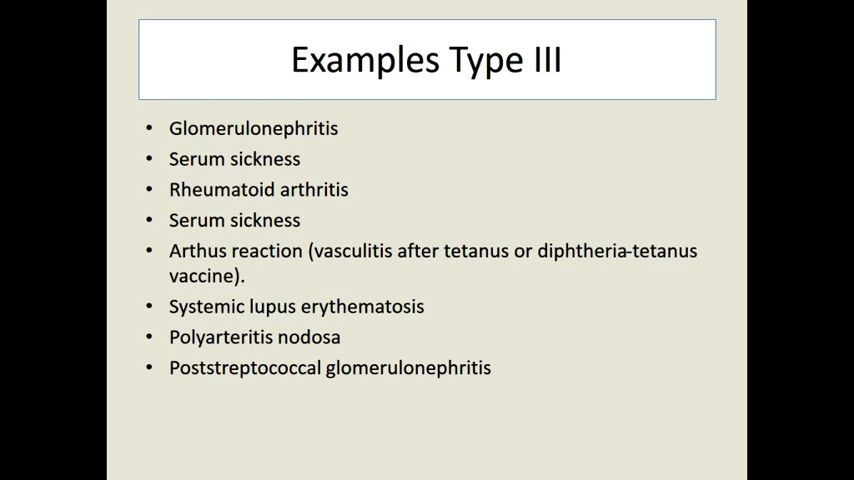 Examples Type III
• Glomerulonephritis
• Serum sickness
• Rheumatoid arthritis
• Serum sickness
• Arthus reaction (vasculitis after tetanus or diphtheria-tetanus
vaccine).
• Systemic lupus erythematosis
• Polyarteritis nodosa
• Poststreptococcal glomerulonephritis